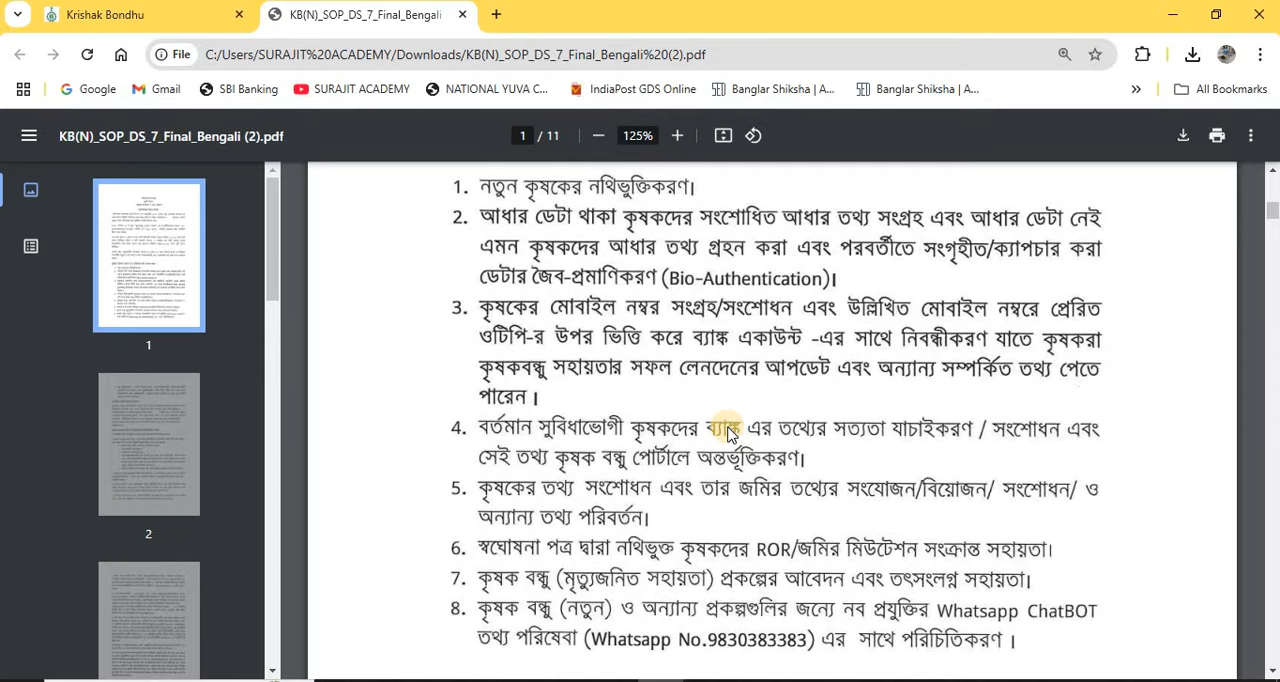 Krishak Bondhu
KB(N)_SOP_DS_7_Final_Bengali
File
C:/Users/SURAJIT%20ACADEMY/Downloads/KB(N)_SOP_DS_7_Final_Bengali%20(2).pdf
Google
Gmail
SBI Banking
SURAJIT ACADEMY
NATIONAL YUVA C...
IndiaPost GDS Online
Banglar Shiksha | A...
Banglar Shiksha | A...
All Bookmarks
KB(N)_SOP_DS_7_Final_Bengali (2).pdf
1 / 11
125%
1. নতুন কৃষকের নথিভুক্তিকরণ।
2. আধার ডেটা থাকা কৃষকদের সংশোধিত আধার তথ্য সংগ্রহ এবং আধার ডেটা নেই
এমন কৃষকদের আধার তথ্য গ্রহন করা এবং পরবর্তীতে সংগৃহীত/ক্যাপচার করা
ডেটার জৈবপ্রমাণিকরণ (Bio-Authentication)।
3. কৃষকের মোবাইল নম্বর সংগ্রহ/সংশোধন এবং উল্লিখিত মোবাইল নম্বরে প্রেরিত
ওটিপি-র উপর ভিত্তি করে ব্যাঙ্ক একাউন্ট -এর সাথে নিবন্ধীকরণ যাতে কৃষকরা
কৃষকবন্ধু সহায়তার সফল লেনদেনের আপডেট এবং অন্যান্য সম্পর্কিত তথ্য পেতে
পারেন ।
4. বর্তমান সুবিধাভোগী কৃষকদের ব্যাঙ্ক এর তথ্যের সত্যতা যাচাইকরণ / সংশোধন এবং
সেই তথ্য কৃষক বন্ধু পোর্টালে অন্তর্ভূক্তিকরণ।
5. কৃষকের তথ্য সংশোধন এবং তার জমির তথ্যের সংযোজন/বিয়োজন/ সংশোধন/ ও
অন্যান্য তথ্য পরিবর্তন।
6. স্বঘোষনা পত্র দ্বারা নথিভুক্ত কৃষকদের ROR/জমির মিউটেশন সংক্রান্ত সহায়তা।
7. কৃষক বন্ধু (মৃত্যুজনিত সহায়তা) প্রকল্পের আবেদন এবং তৎসংলগ্ন সহায়তা।
8. কৃষক বন্ধু (নতুন) ও অন্যান্য প্রকল্পগুলির জন্যে নব প্রযুক্তির Whatsapp ChatBOT
তথ্য পরিষেবা (Whatsapp No.9830383383) এর সাথে পরিচিতিকরণ ।
1
2